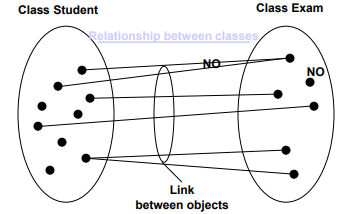 Class Student
Class Exam
Relationship between classes
NO
NO
Link
between objects